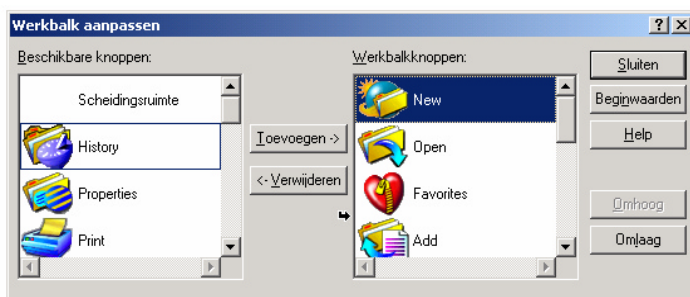 Werkbalk aanpassen
Beschikbare knoppen:
Scheidingsruimte
History
Properties
Print
Toevoegen ->
<- Verwijderen
Werkbalkknoppen:
New
Open
Favorites
Add
Sluiten
Beginwaarden
Help
Omhoog
Omlaag